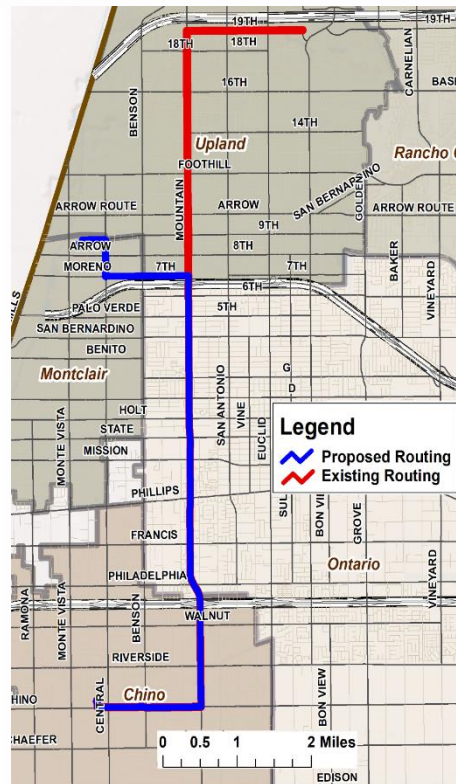 19TH
19TH
18TH
18TH
CARNELIAN
16TH
BENSON
14TH
Upland
Rancho
FOOTHILL
MOUNTAIN
SAN BERNARDINO
GOLDEN
ARROW ROUTE
ARROW
ARROW ROUTE
9TH
ARROW
8TH
BAKER
MORENO
7TH
7TH
VINEYARD
6TH
PALO VERDE
5TH
SAN BERNARDINO
BENITO
Montclair
G
D
SAN ANTONIO
VINE
EUCLID
HOLT
STATE
MONTE VISTA
MISSION
Legend
Proposed Routing
Existing Routing
PHILLIPS
BON VIEW
GROVE
FRANCIS
Ontario
PHILADELPHIA
VINEYARD
RAMONA
MONTE VISTA
BENSON
WALNUT
RIVERSIDE
Chino
CENTRAL
HINO
HAEFER
BON VIEW
0 0.5 1 2 Miles
EDISON